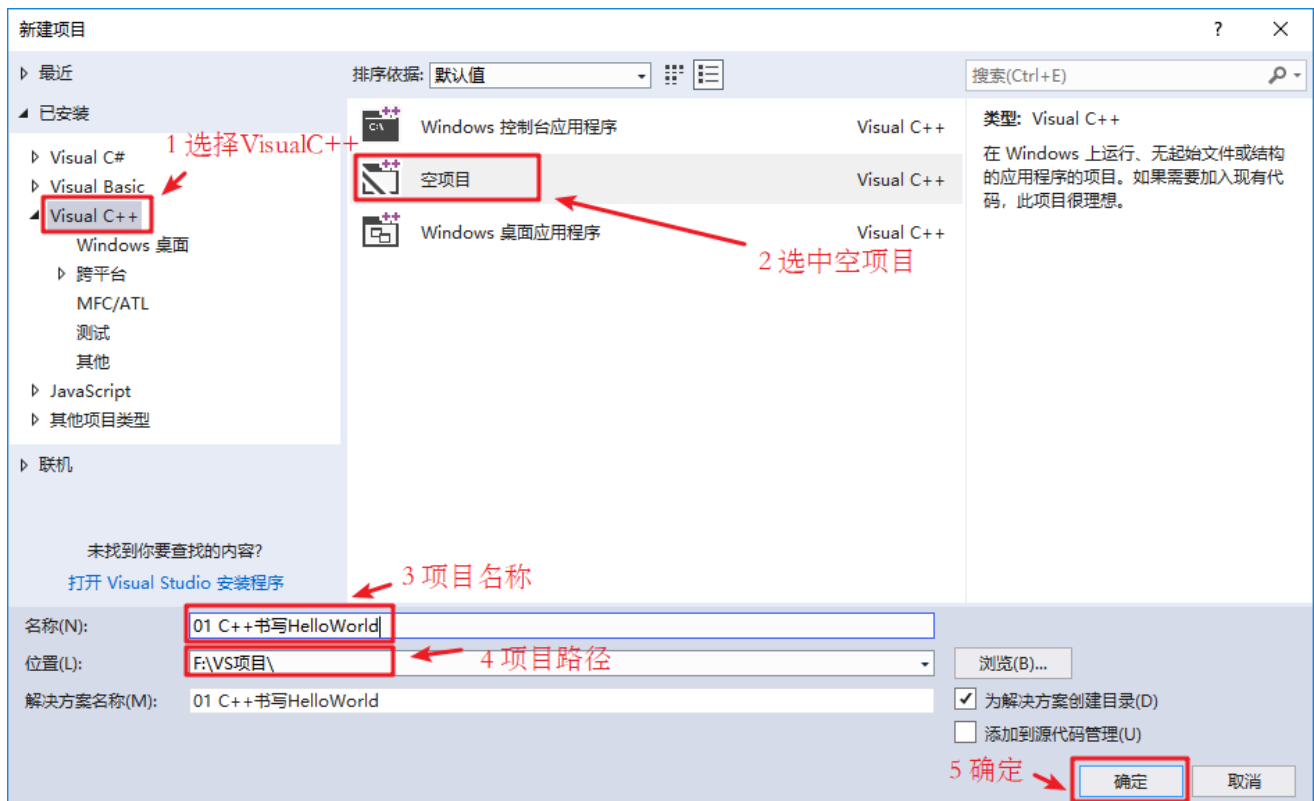 新建项目
?
最近
排序依据: 默认值
搜索(Ctrl+E)
已安装
1 选择VisualC++
Visual C#
Visual Basic
Visual C++
Windows 桌面
跨平台
MFC/ATL
测试
其他
JavaScript
其他项目类型
联机
未找到你要查找的内容?
打开 Visual Studio 安装程序
C:\
Windows 控制台应用程序 Visual C++
空项目 Visual C++
Windows 桌面应用程序 Visual C++
2 选中空项目
类型: Visual C++
在 Windows 上运行、无起始文件或结构
的应用程序的项目。如果需要加入现有代
码，此项目很理想。
3 项目名称
名称(N): 01 C++书写HelloWorld
位置(L): F:\VS项目\
4 项目路径
浏览(B)...
解决方案名称(M): 01 C++书写HelloWorld
为解决方案创建目录(D)
添加到源代码管理(U)
5 确定
确定
取消